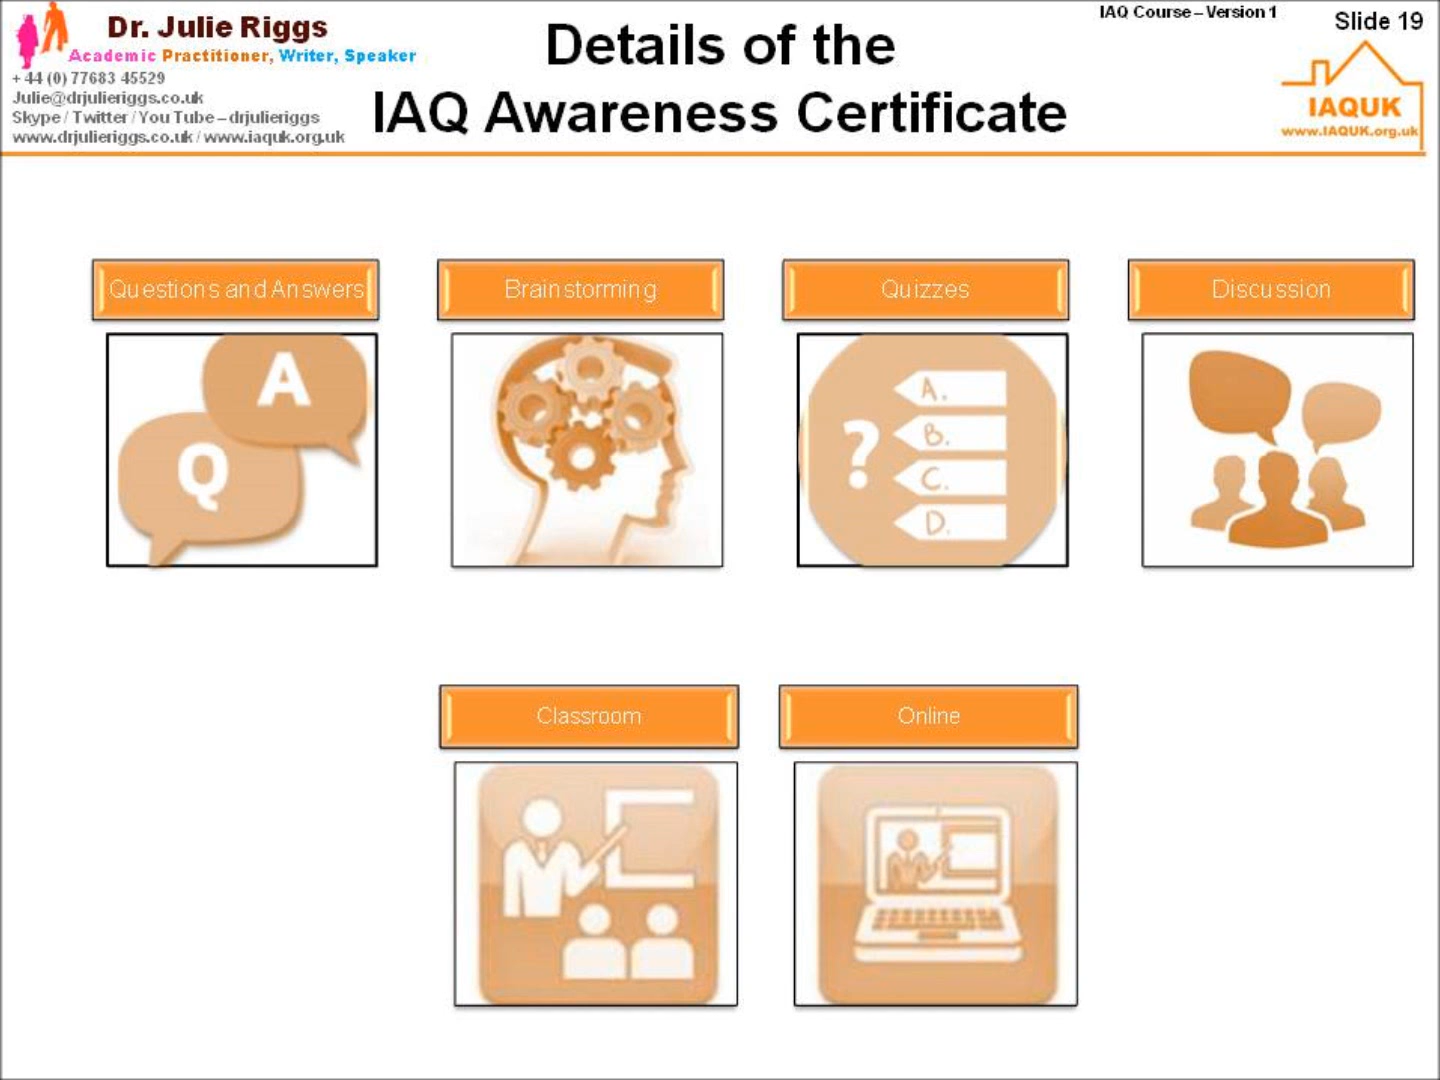 Dr. Julie Riggs
Academic Practitioner, Writer, Speaker
+ 44 (0) 77683 45529
Julie@drjulieriggs.co.uk
Skype / Twitter / You Tube – drjulieriggs
www.drjulieriggs.co.uk / www.iaquk.org.uk
Details of the
IAQ Awareness Certificate
IAQ Course – Version 1
Slide 19
IAQUK
www.IAQUK.org.uk
Questions and Answers
Brainstorming
Quizzes
Discussion
A
Q
?
A.
B.
C.
D.
Classroom
Online